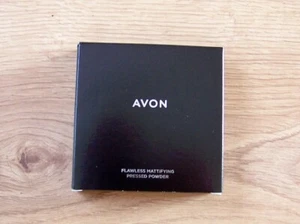 AVON
FLAWLESS MATTIFYING
PRESSED POWDER